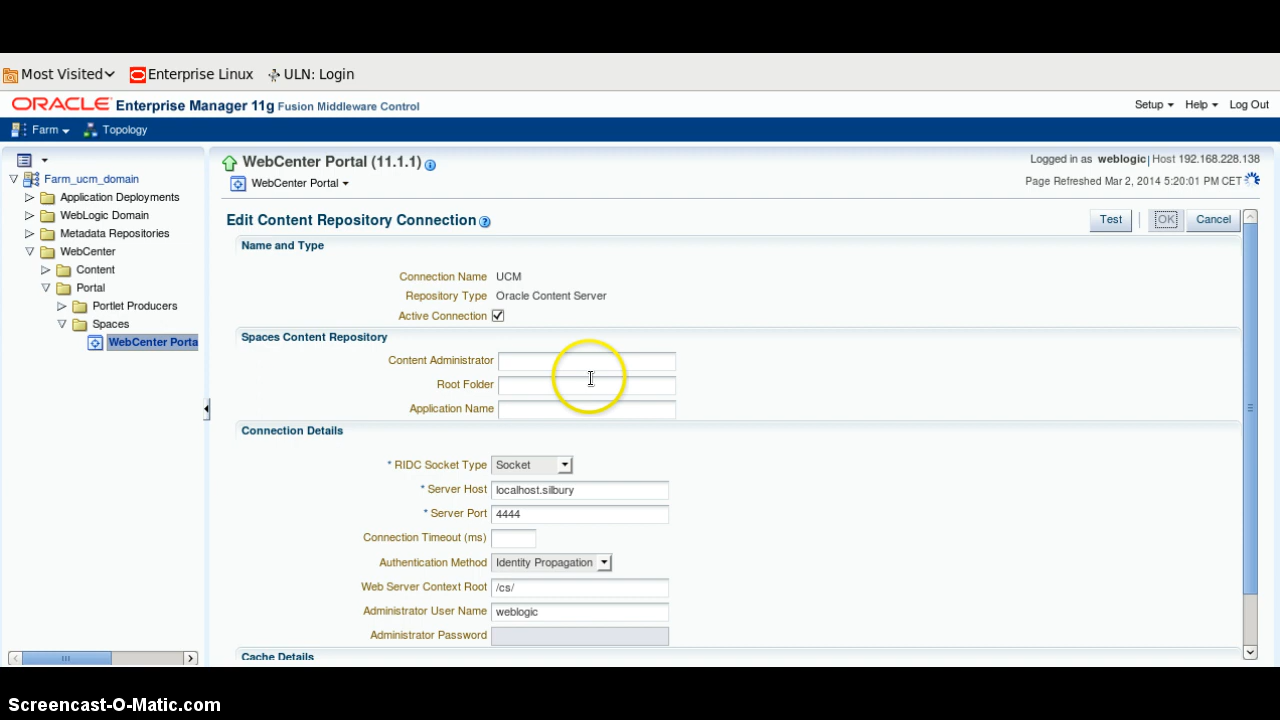 Most Visited Enterprise Linux ULN: Login
ORACLE Enterprise Manager 11g Fusion Middleware Control Setup Help Log Out
Farm Topology
WebCenter Portal (11.1.1) Logged in as weblogic| Host 192.168.228.138
WebCenter Portal Page Refreshed Mar 2, 2014 5:20:01 PM CET
Farm_ucm_domain
Application Deployments
WebLogic Domain
Metadata Repositories
WebCenter
Content
Portal
Portlet Producers
Spaces
WebCenter Porta
Edit Content Repository Connection Test OK Cancel
Name and Type
Connection Name UCM
Repository Type Oracle Content Server
Active Connection
Spaces Content Repository
Content Administrator
Root Folder
Application Name
Connection Details
* RIDC Socket Type Socket
* Server Host localhost.silbury
* Server Port 4444
Connection Timeout (ms)
Authentication Method Identity Propagation
Web Server Context Root /cs/
Administrator User Name weblogic
Administrator Password
Cache Details
Screencast-O-Matic.com